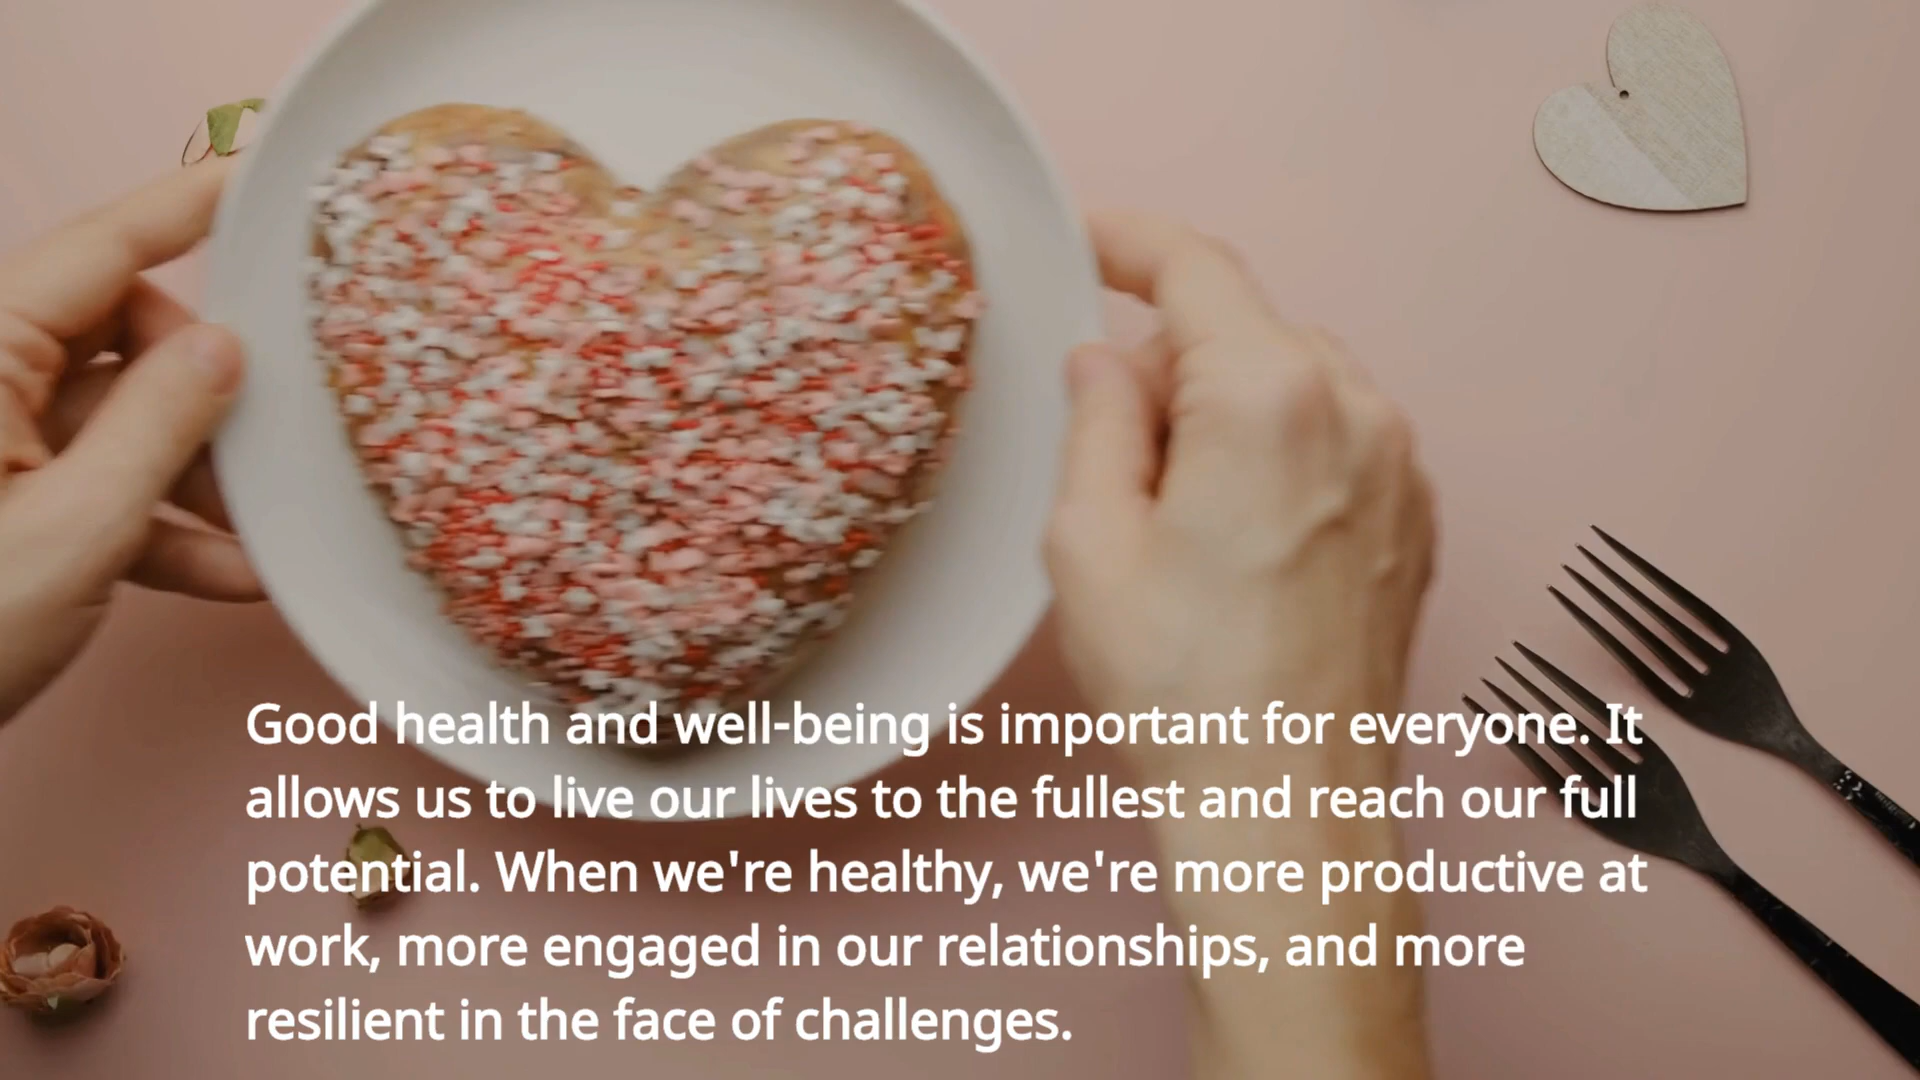 Good health and well-being is important for everyone. It
allows us to live our lives to the fullest and reach our full
potential. When we're healthy, we're more productive at
work, more engaged in our relationships, and more
resilient in the face of challenges.